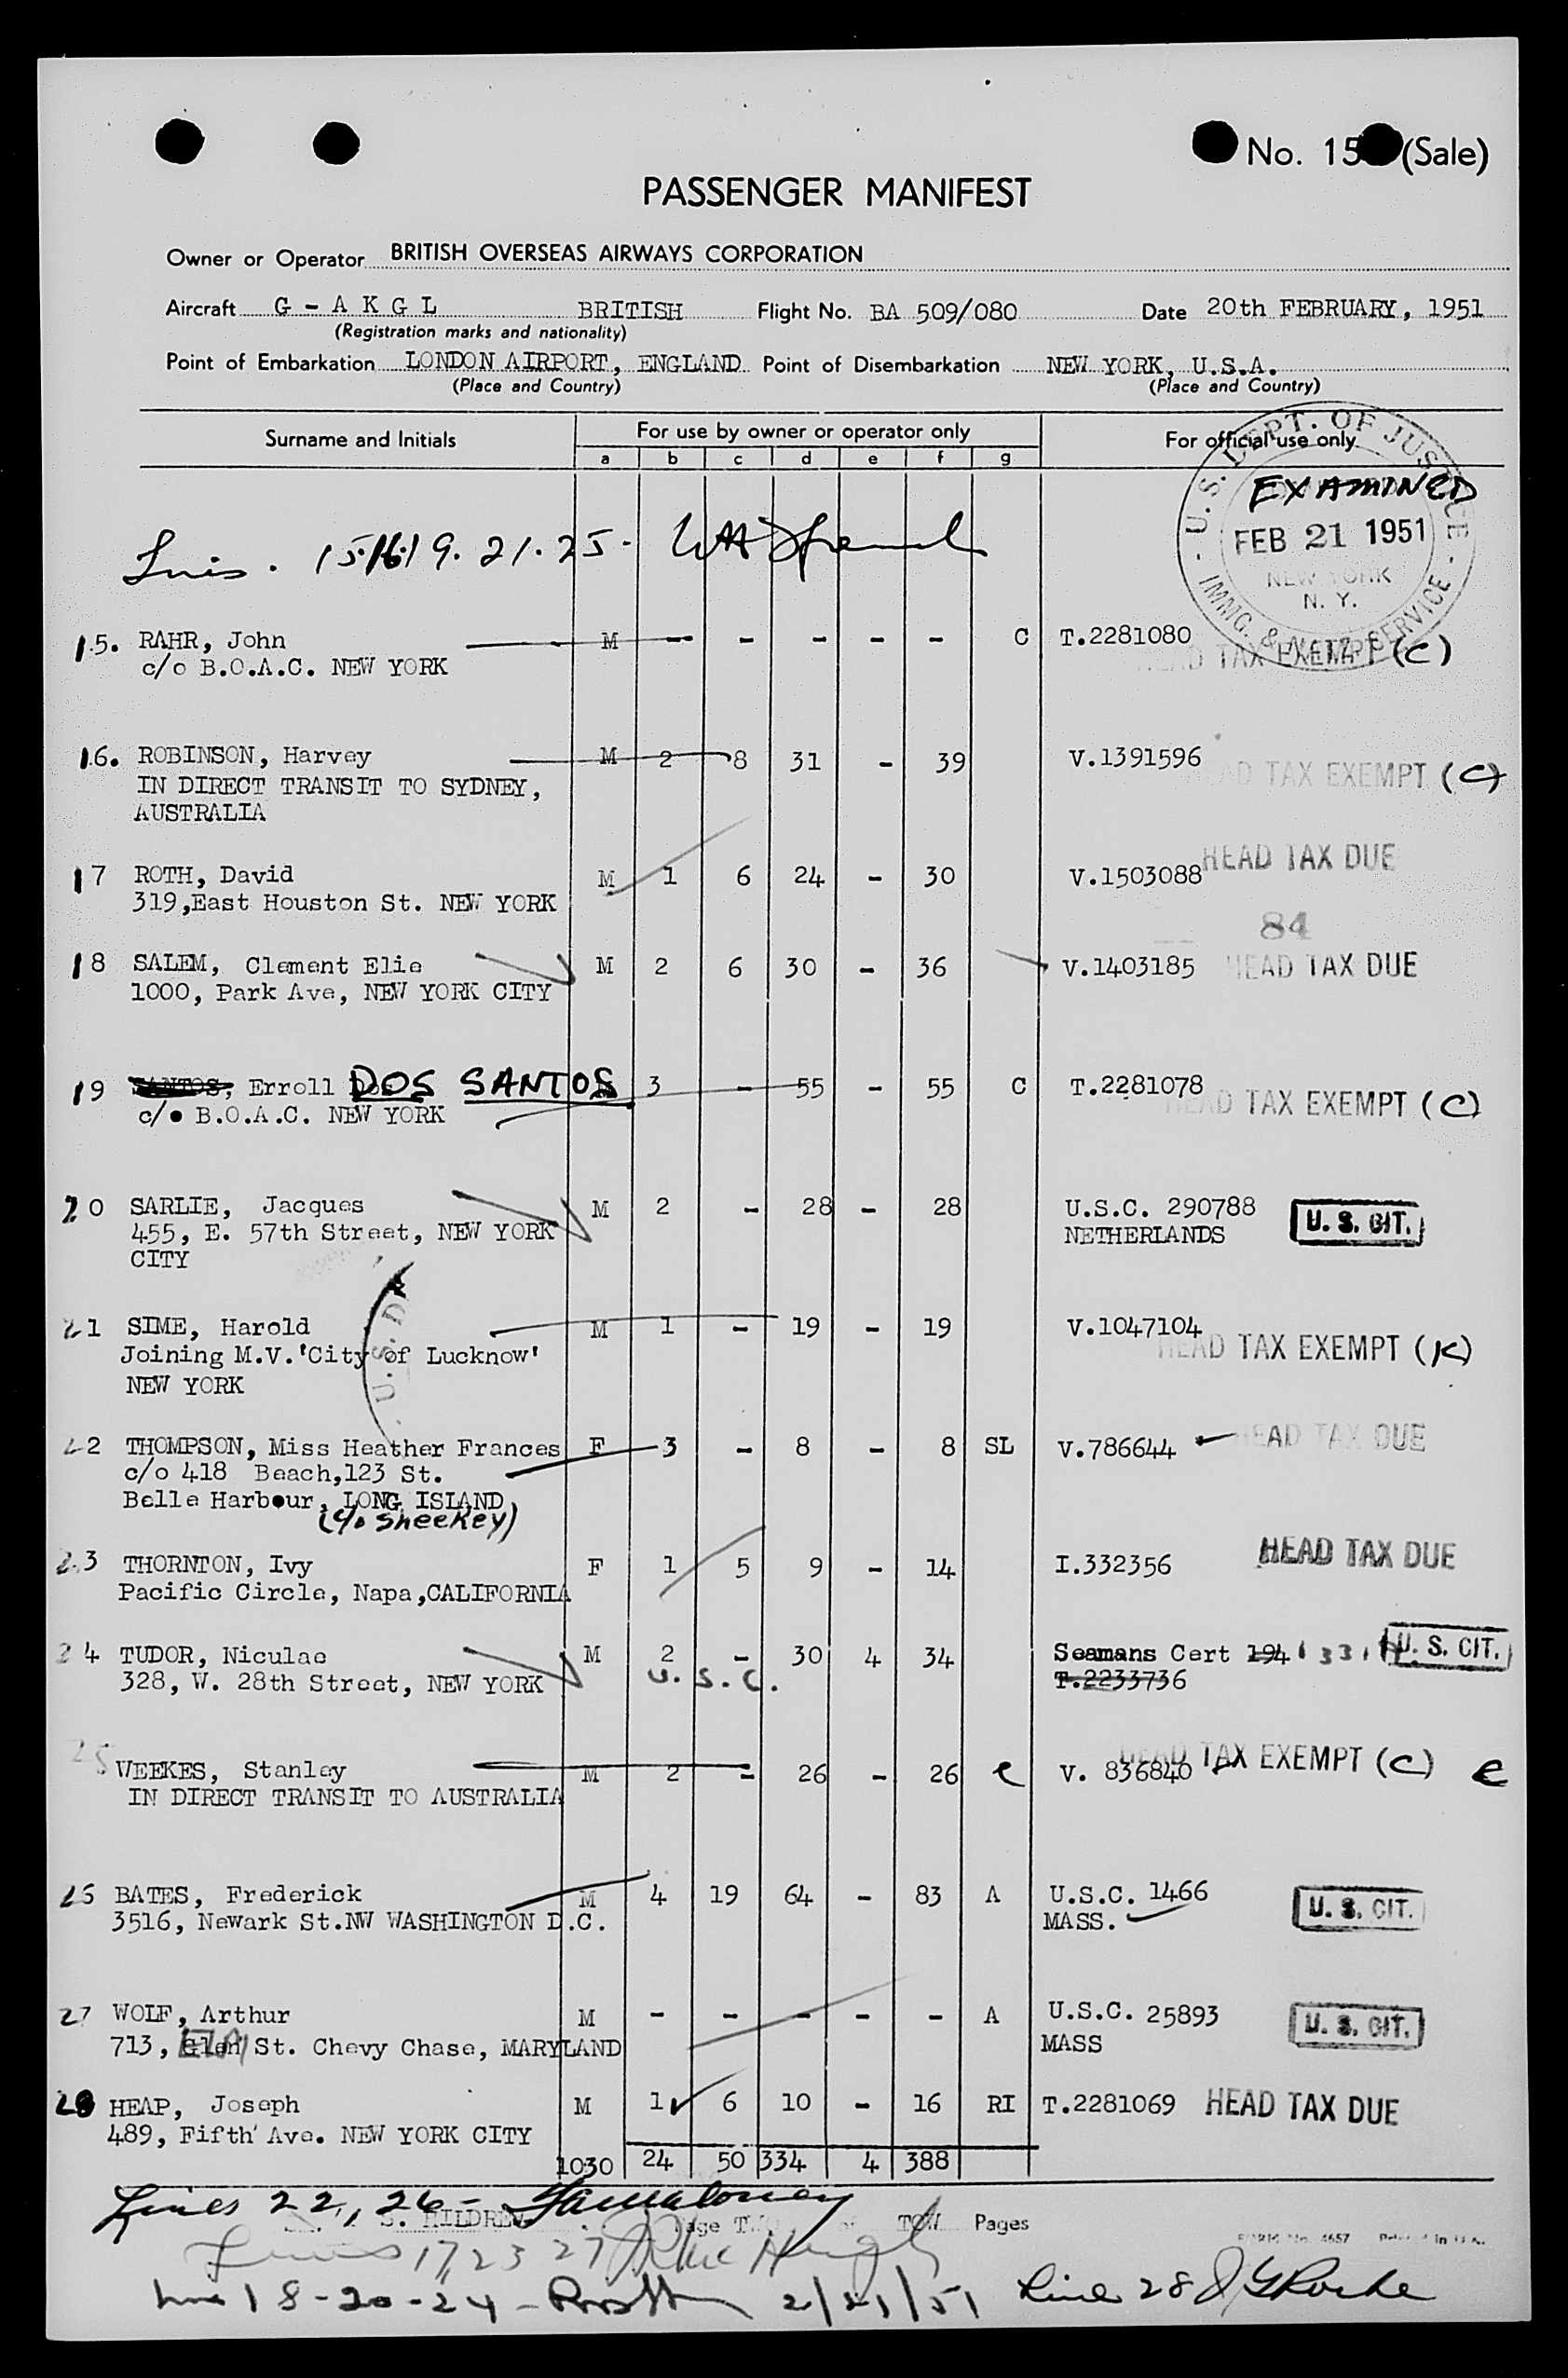 No. 15 (Sale)
PASSENGER MANIFEST
Owner or Operator BRITISH OVERSEAS AIRWAYS CORPORATION
Aircraft G - A K G L BRITISH Flight No. BA 509/080 Date 20th FEBRUARY, 1951
(Registration marks and nationality)
Point of Embarkation LONDON AIRPORT, ENGLAND Point of Disembarkation NEW YORK, U.S.A.
(Place and Country) (Place and Country)
Surname and Initials For use by owner or operator only For official use only
a b c d e f g
U.S. DEPT. OF JUSTICE
EXAMINED
FEB 21 1951
NEW YORK
N. Y.
IMMIG. & NATZ. SERVICE
15. 16. 19. 21. 25-
15. RAHR, John M - - - - - C T.2281080
c/o B.O.A.C. NEW YORK HEAD TAX EXEMPT (C)
16. ROBINSON, Harvey M 2 8 31 - 39 V.1391596
IN DIRECT TRANSIT TO SYDNEY, HEAD TAX EXEMPT (C)
AUSTRALIA
17 ROTH, David M 1 6 24 - 30 V.1503088 HEAD TAX DUE
319,East Houston St. NEW YORK
84
18 SALEM, Clement Elie M 2 6 30 - 36 V.1403185 HEAD TAX DUE
1000, Park Ave, NEW YORK CITY
19 SANTOS, Erroll Dos DOS SANTOS M 3 - 55 - 55 C T.2281078
c/o B.O.A.C. NEW YORK HEAD TAX EXEMPT (C)
20 SARLIE, Jacques M 2 - 28 - 28 U.S.C. 290788 U. S. CIT.
455, E. 57th Street, NEW YORK NETHERLANDS
CITY
U.S. D
21 SIME, Harold M 1 - 19 - 19 V.1047104
Joining M.V.'City of Lucknow' HEAD TAX EXEMPT (K)
NEW YORK
22 THOMPSON, Miss Heather Frances F 3 - 8 - 8 SL V.786644 HEAD TAX DUE
c/o 418 Beach,123 St.
Belle Harbour, LONG ISLAND
(c/o Sheekey)
23 THORNTON, Ivy F 1 5 9 - 14 I.332356 HEAD TAX DUE
Pacific Circle, Napa,CALIFORNIA
24 TUDOR, Niculae M 2 - 30 4 34 Seamans Cert 194 U. S. CIT.
328, W. 28th Street, NEW YORK U.S.C. T.2233736
25 WEEKES, Stanley M 2 - 26 - 26 C V. 836840 HEAD TAX EXEMPT (C) C
IN DIRECT TRANSIT TO AUSTRALIA
26 BATES, Frederick M 4 19 64 - 83 A U.S.C. 1466 U. S. CIT.
3516, Newark St.NW WASHINGTON D.C. MASS.
27 WOLF, Arthur M - - - - - A U.S.C. 25893 U. S. CIT.
713, St. Chevy Chase, MARYLAND MASS
28 HEAP, Joseph M 1 6 10 - 16 RI T.2281069 HEAD TAX DUE
489, Fifth Ave. NEW YORK CITY
1030 24 50 334 4 388
Lines 22, 26 -
Page TWO of Pages
Lines 17, 23 27
Line 18-20-24 - 2/21/51 Line 28